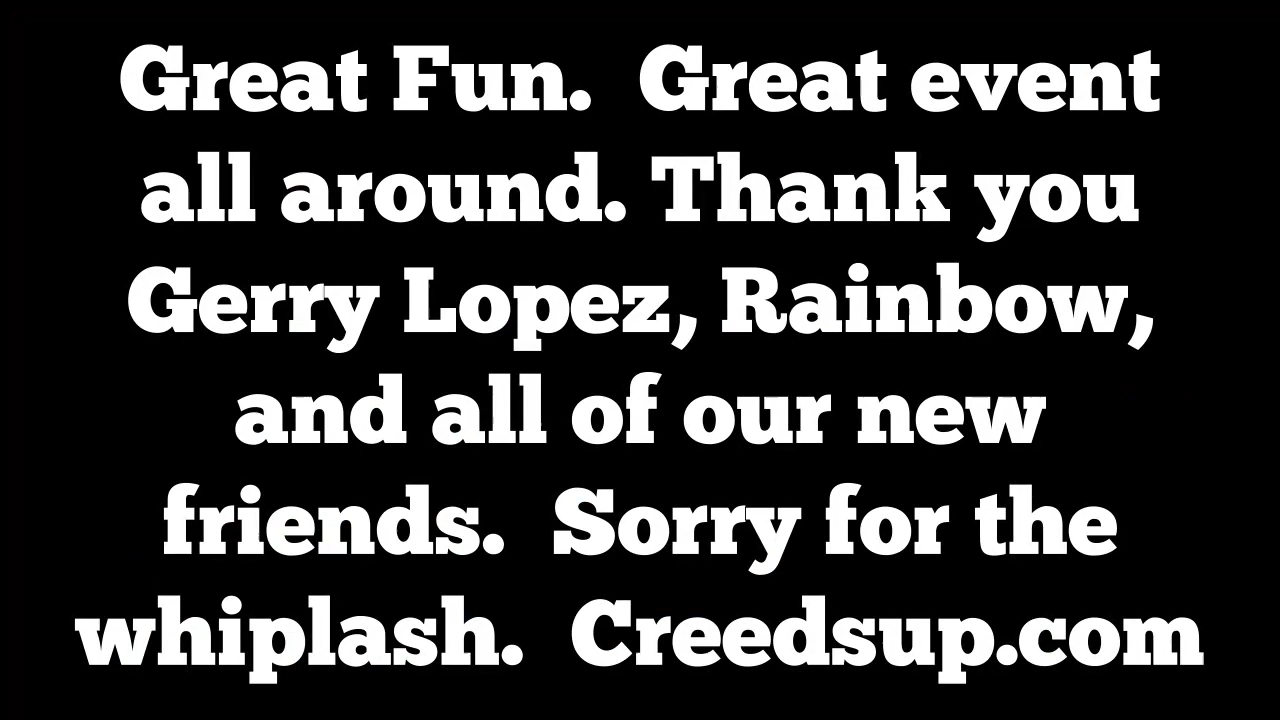 Great Fun.  Great event
all around. Thank you
Gerry Lopez, Rainbow,
and all of our new
friends.  Sorry for the
whiplash.  Creedsup.com